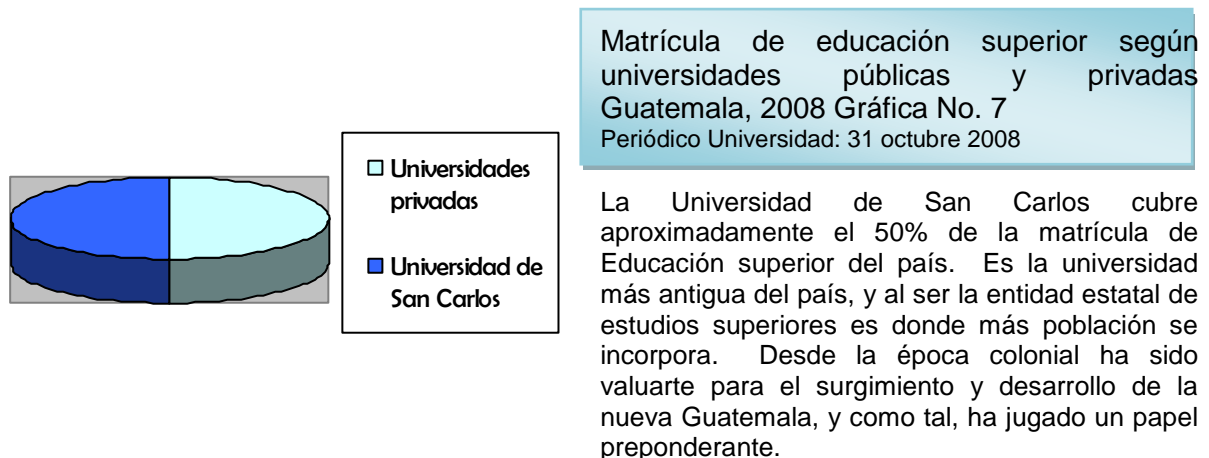 Universidades
privadas
Universidad de
San Carlos
Matrícula de educación superior según
universidades públicas y privadas
Guatemala, 2008 Gráfica No. 7
Periódico Universidad: 31 octubre 2008
La Universidad de San Carlos cubre
aproximadamente el 50% de la matrícula de
Educación superior del país. Es la universidad
más antigua del país, y al ser la entidad estatal de
estudios superiores es donde más población se
incorpora. Desde la época colonial ha sido
valuarte para el surgimiento y desarrollo de la
nueva Guatemala, y como tal, ha jugado un papel
preponderante.